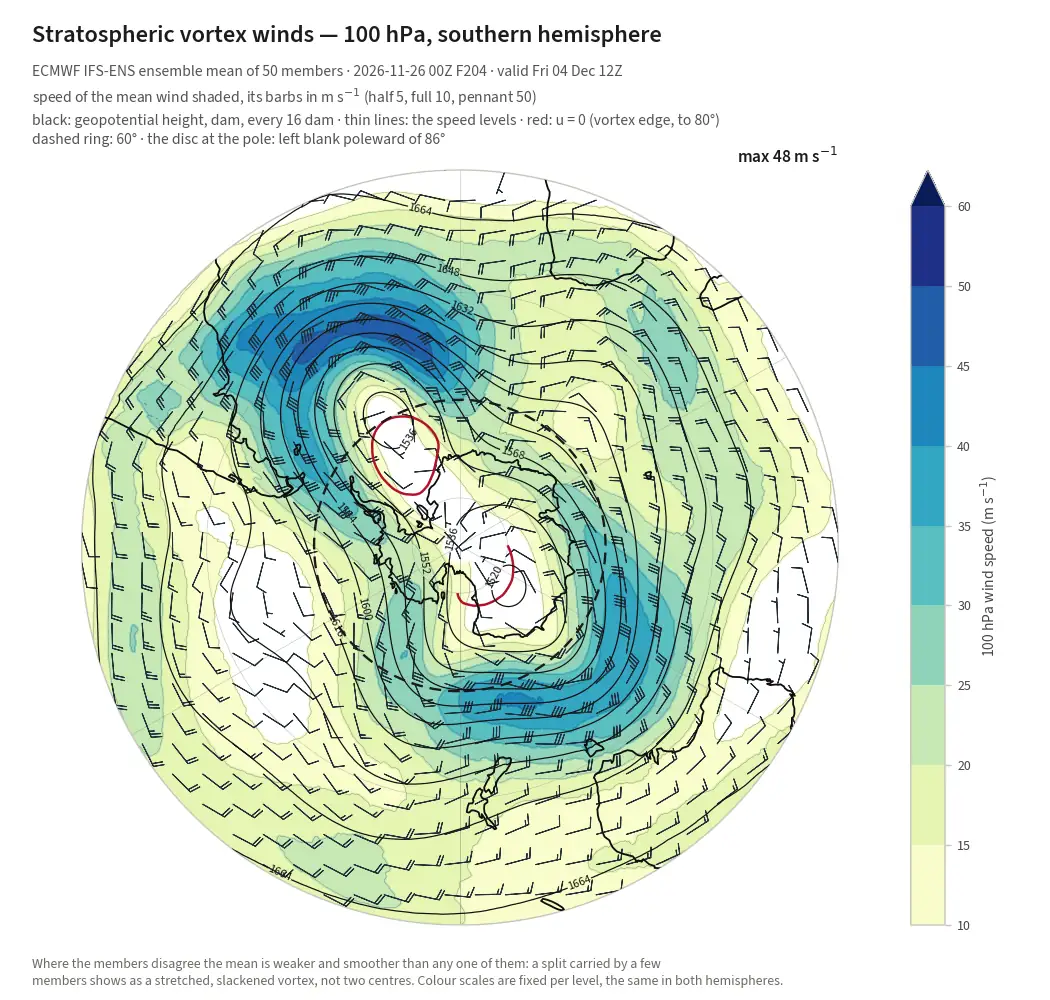 Stratospheric vortex winds — 100 hPa, southern hemisphere
ECMWF IFS-ENS ensemble mean of 50 members · 2026-11-26 00Z F204 · valid Fri 04 Dec 12Z
speed of the mean wind shaded, its barbs in m s⁻¹ (half 5, full 10, pennant 50)
black: geopotential height, dam, every 16 dam · thin lines: the speed levels · red: u = 0 (vortex edge, to 80°)
dashed ring: 60° · the disc at the pole: left blank poleward of 86°
max 48 m s⁻¹
1664
1648
1632
1536
1568
1584
1536
1552
1520
1600
1616
1664
1664
60
50
45
40
35
30
25
20
15
10
100 hPa wind speed (m s⁻¹)
Where the members disagree the mean is weaker and smoother than any one of them: a split carried by a few
members shows as a stretched, slackened vortex, not two centres. Colour scales are fixed per level, the same in both hemispheres.